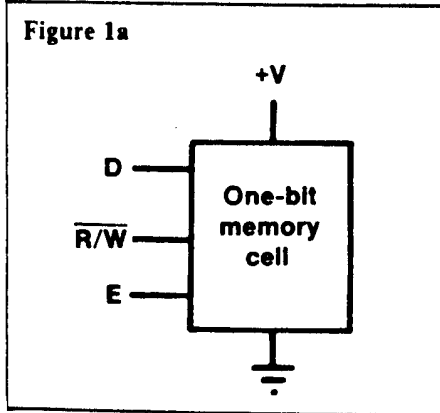 Figure 1a
+V
D
One-bit
memory
cell
R/W
E